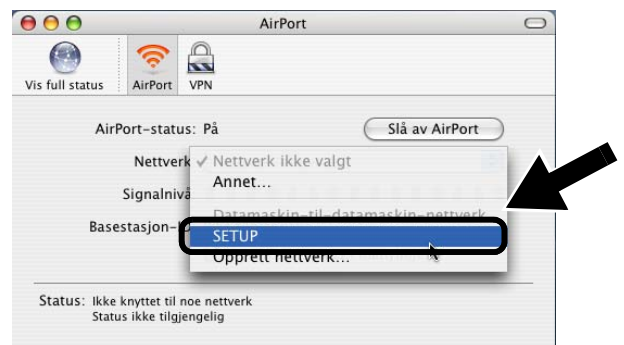 AirPort
Vis full status
AirPort
VPN
AirPort-status: På
Slå av AirPort
Nettverk
✓ Nettverk ikke valgt
Annet...
Signalnivå
Datamaskin-til-datamaskin-nettverk
Basestasjon-
SETUP
Opprett nettverk...
Status: Ikke knyttet til noe nettverk
Status ikke tilgjengelig